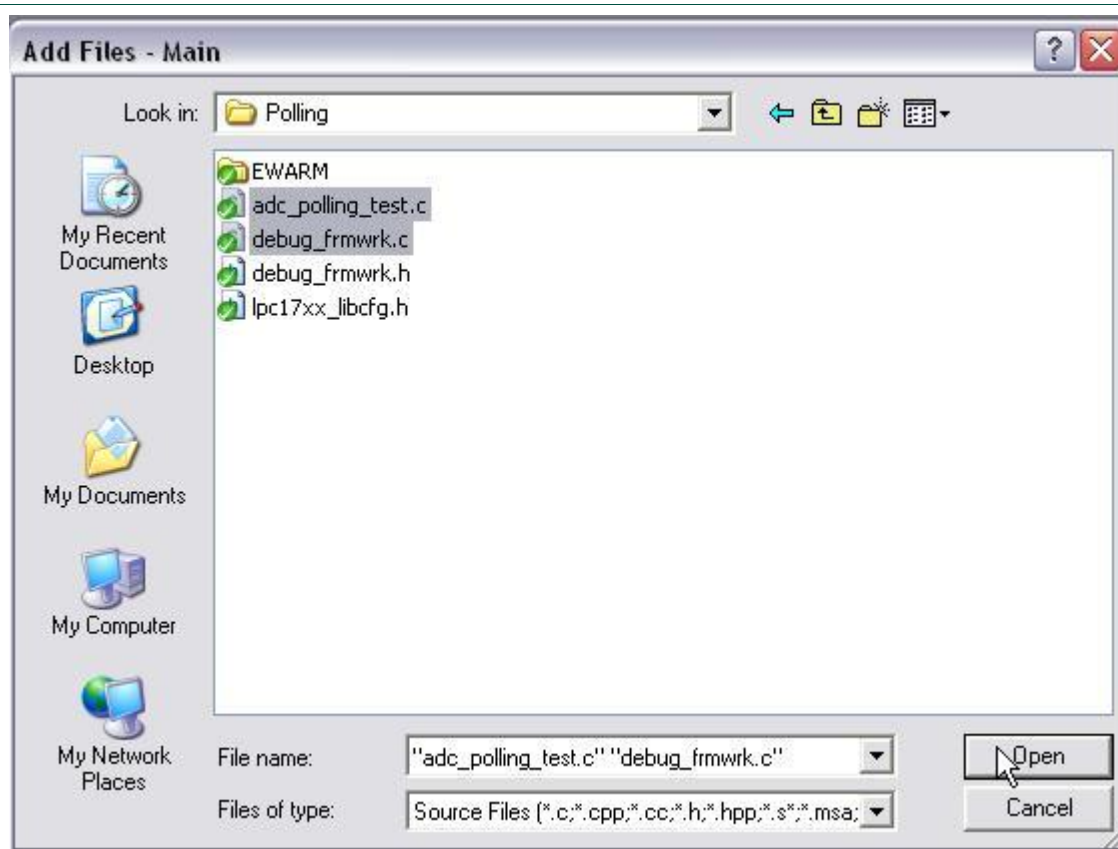 Add Files - Main
Look in: Polling
EWARM
adc_polling_test.c
debug_frmwrk.c
debug_frmwrk.h
lpc17xx_libcfg.h
My Recent
Documents
Desktop
My Documents
My Computer
My Network
Places
File name: "adc_polling_test.c" "debug_frmwrk.c"
Open
Files of type: Source Files (*.c;*.cpp;*.cc;*.h;*.hpp;*.s*;*.msa;
Cancel